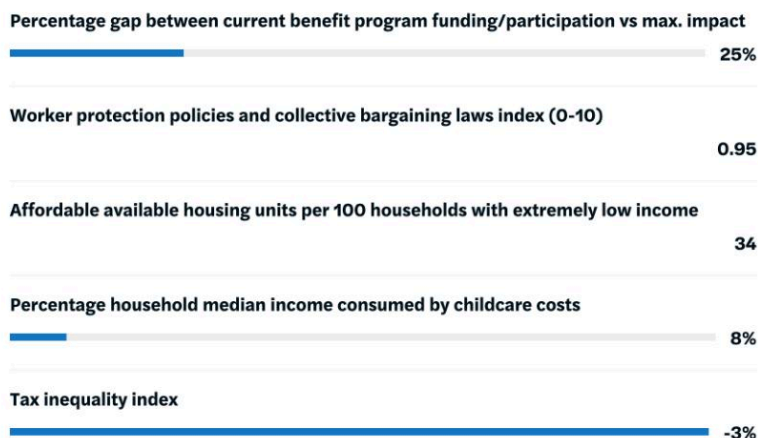 Percentage gap between current benefit program funding/participation vs max. impact
25%
Worker protection policies and collective bargaining laws index (0-10)
0.95
Affordable available housing units per 100 households with extremely low income
34
Percentage household median income consumed by childcare costs
8%
Tax inequality index
-3%